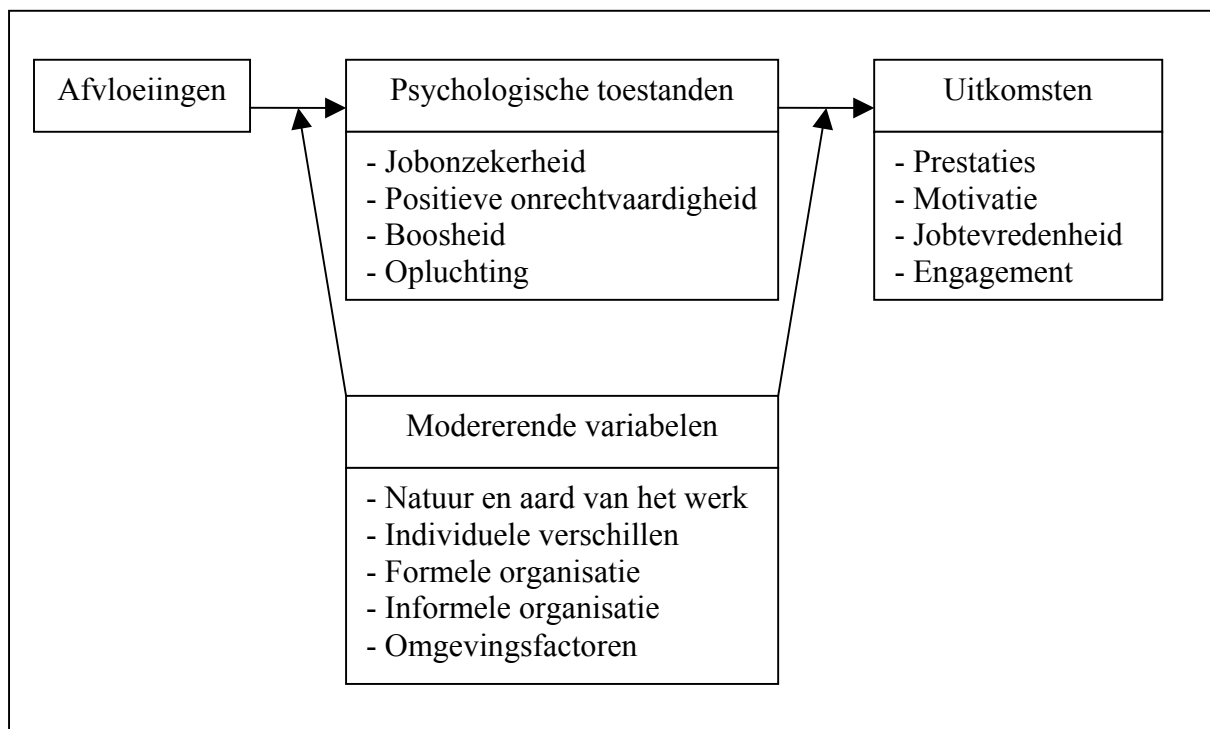 Afvloeiingen
Psychologische toestanden
- Jobonzekerheid
- Positieve onrechtvaardigheid
- Boosheid
- Opluchting
Uitkomsten
- Prestaties
- Motivatie
- Jobtevredenheid
- Engagement
Modererende variabelen
- Natuur en aard van het werk
- Individuele verschillen
- Formele organisatie
- Informele organisatie
- Omgevingsfactoren